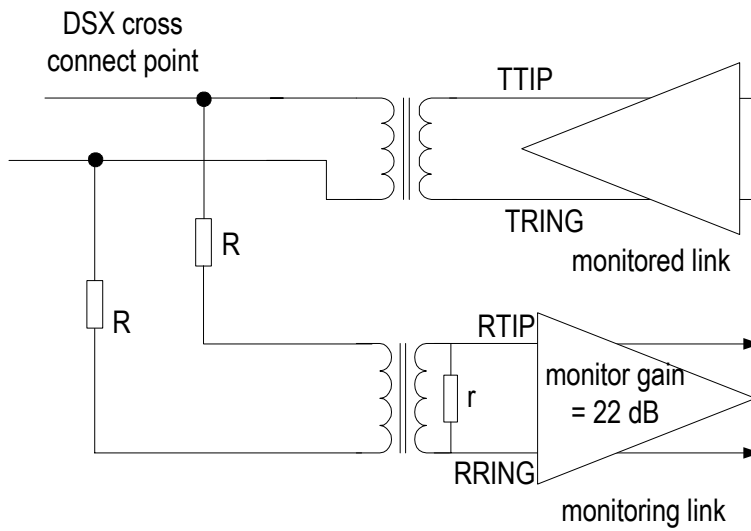 DSX cross
connect point
TTIP
TRING
monitored link
R
R
RTIP
monitor gain
= 22 dB
r
RRING
monitoring link